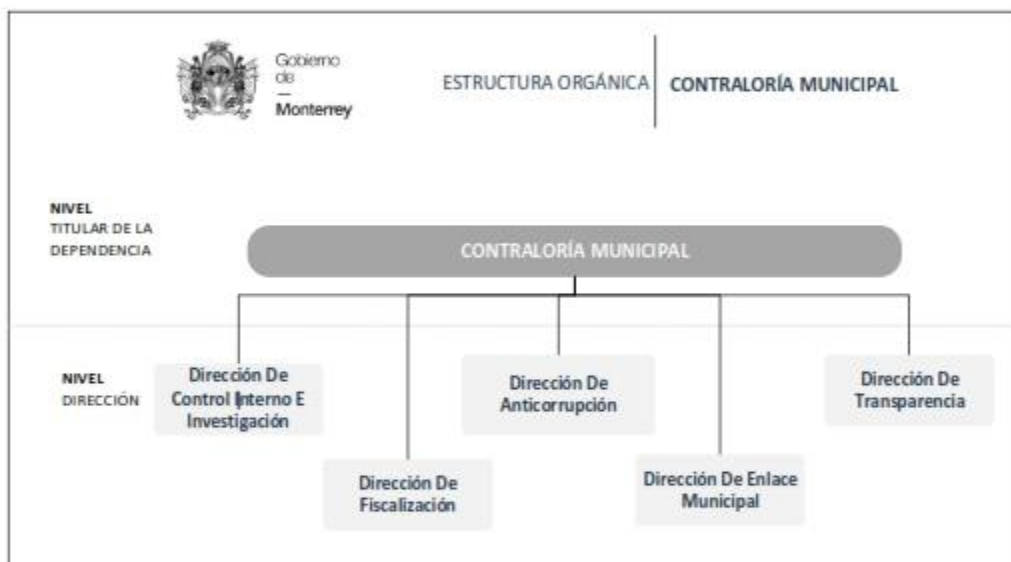 Gobierno
de
Monterrey
ESTRUCTURA ORGÁNICA
CONTRALORÍA MUNICIPAL
NIVEL
TITULAR DE LA
DEPENDENCIA
CONTRALORÍA MUNICIPAL
NIVEL
DIRECCIÓN
Dirección De
Control Interno E
Investigación
Dirección De
Anticorrupción
Dirección De
Transparencia
Dirección De
Fiscalización
Dirección De Enlace
Municipal